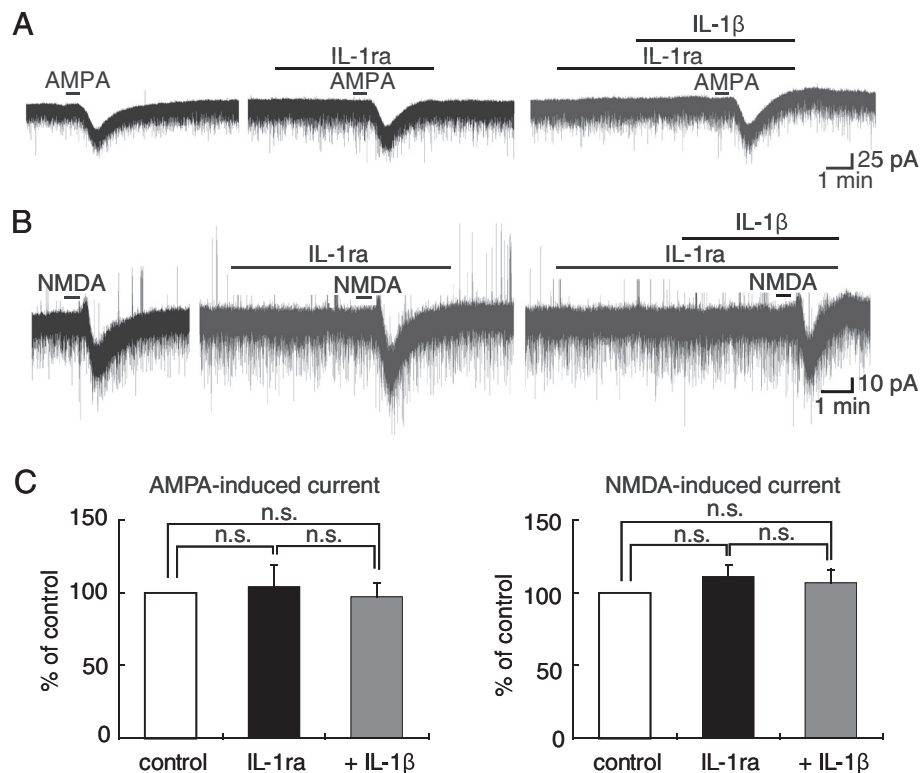 A
IL-1β
IL-1ra
IL-1ra
AMPA
AMPA
AMPA
25 pA
1 min
B
IL-1β
IL-1ra
IL-1ra
NMDA
NMDA
NMDA
10 pA
1 min
C
AMPA-induced current
n.s.
n.s.
n.s.
% of control
150
100
50
0
control
IL-1ra
+ IL-1β
NMDA-induced current
n.s.
n.s.
n.s.
% of control
150
100
50
0
control
IL-1ra
+ IL-1β